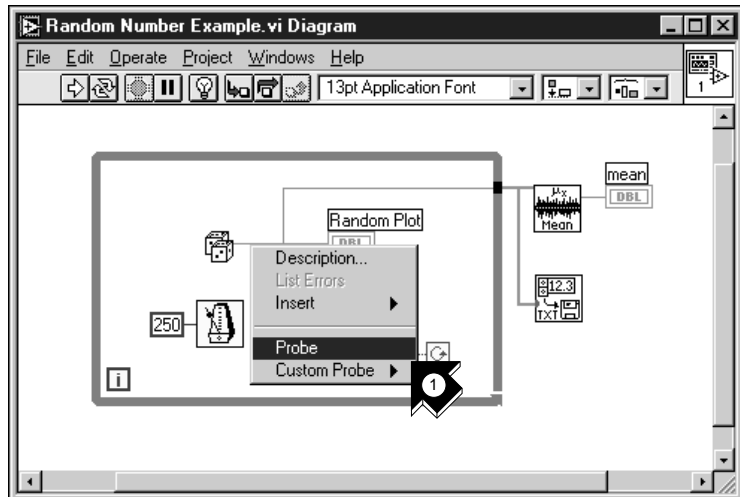 Random Number Example.vi Diagram
File Edit Operate Project Windows Help
13pt Application Font
1
mean
DBL
μx
Mean
Random Plot
DBL
Description...
List Errors
Insert
Probe
Custom Probe
1
250
12.3
TXT
i